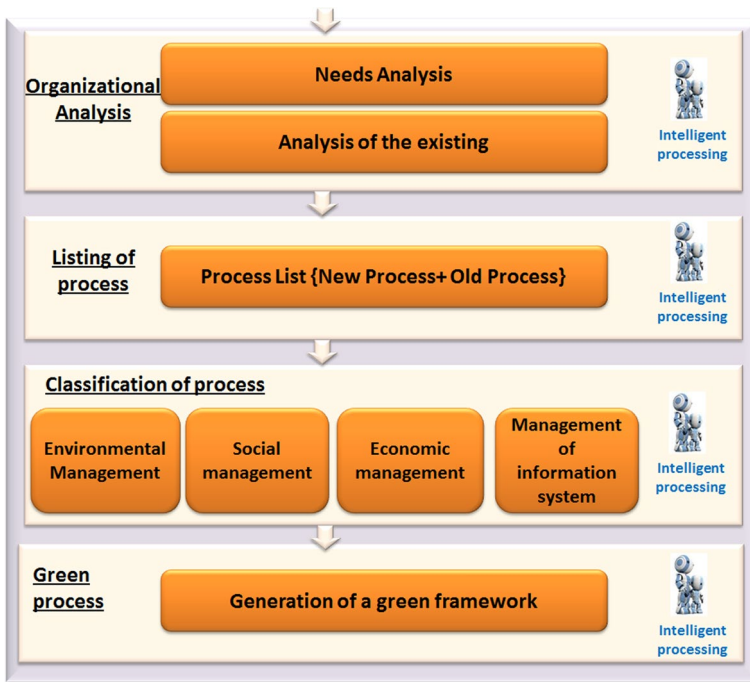 Organizational
Analysis
Needs Analysis
Analysis of the existing
Intelligent
processing
Listing of
process
Process List {New Process+ Old Process}
Intelligent
processing
Classification of process
Environmental
Management
Social
management
Economic
management
Management
of
information
system
Intelligent
processing
Green
process
Generation of a green framework
Intelligent
processing